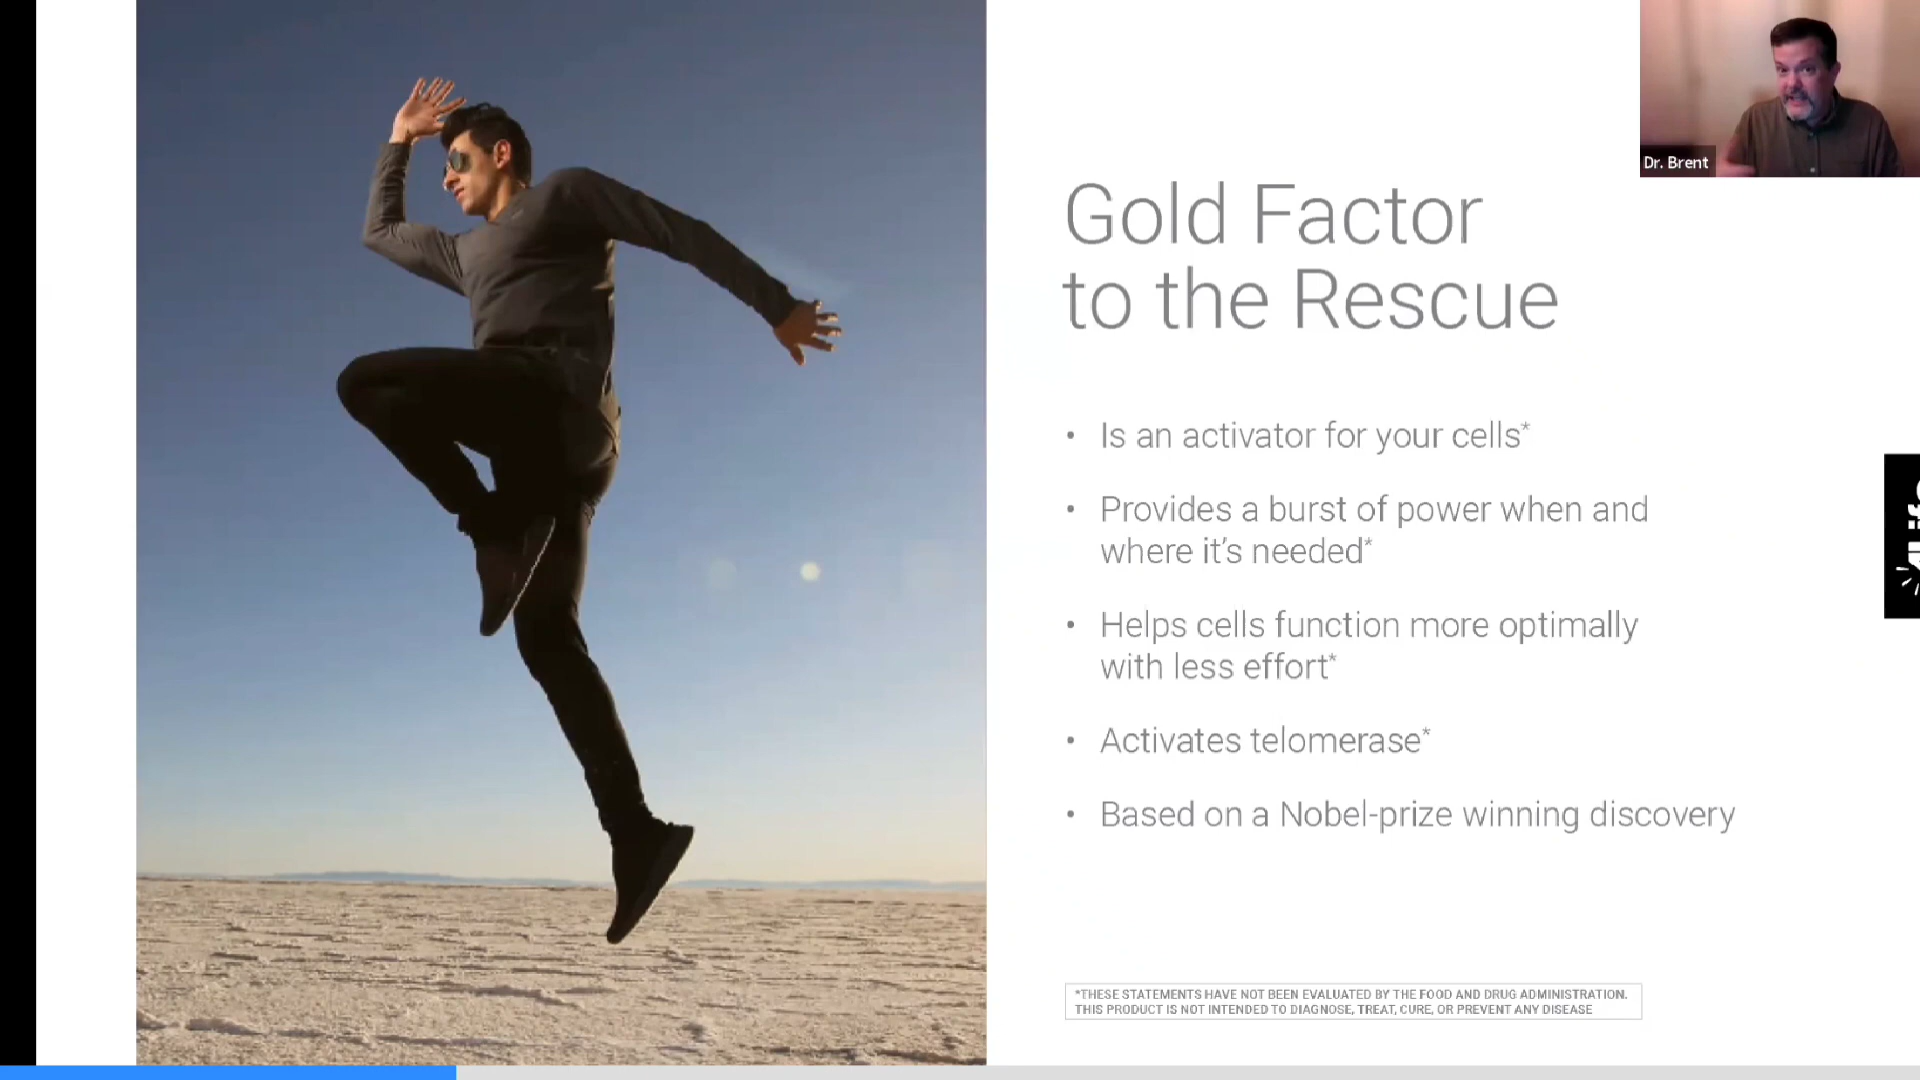 Dr. Brent
Gold Factor
to the Rescue
• Is an activator for your cells*
• Provides a burst of power when and
where it's needed*
• Helps cells function more optimally
with less effort*
• Activates telomerase*
• Based on a Nobel-prize winning discovery
*THESE STATEMENTS HAVE NOT BEEN EVALUATED BY THE FOOD AND DRUG ADMINISTRATION.
THIS PRODUCT IS NOT INTENDED TO DIAGNOSE, TREAT, CURE, OR PREVENT ANY DISEASE